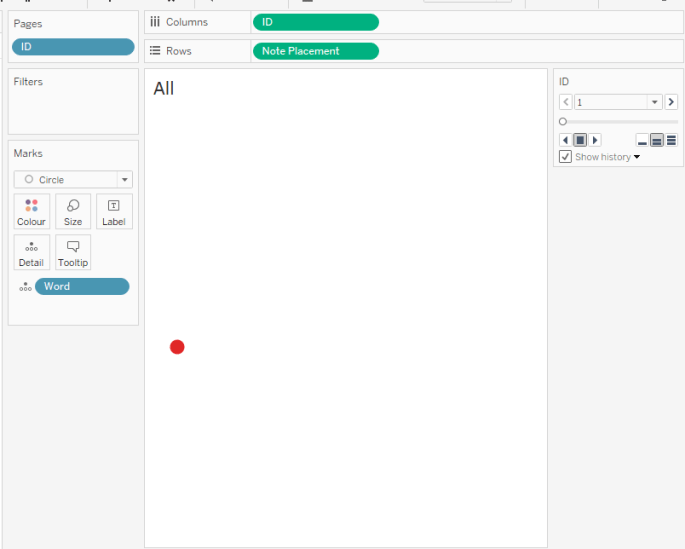 Pages
ID
Filters
Marks
Circle
Colour
Size
Label
Detail
Tooltip
Word
Columns
ID
Rows
Note Placement
All
ID
1
Show history